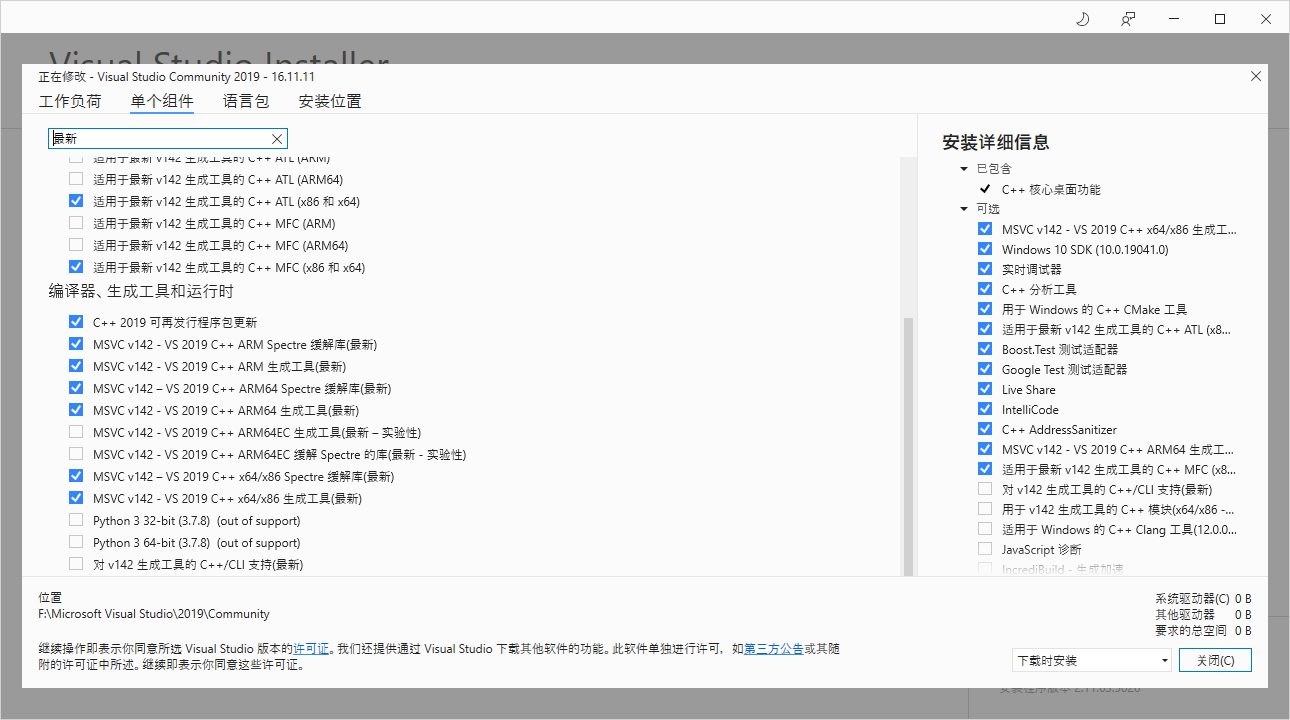 Visual Studio Installer
正在修改 - Visual Studio Community 2019 - 16.11.11
工作负荷 单个组件 语言包 安装位置
最新
适用于最新 v142 生成工具的 C++ ATL (ARM)
适用于最新 v142 生成工具的 C++ ATL (ARM64)
适用于最新 v142 生成工具的 C++ ATL (x86 和 x64)
适用于最新 v142 生成工具的 C++ MFC (ARM)
适用于最新 v142 生成工具的 C++ MFC (ARM64)
适用于最新 v142 生成工具的 C++ MFC (x86 和 x64)
编译器、生成工具和运行时
C++ 2019 可再发行程序包更新
MSVC v142 - VS 2019 C++ ARM Spectre 缓解库(最新)
MSVC v142 - VS 2019 C++ ARM 生成工具(最新)
MSVC v142 – VS 2019 C++ ARM64 Spectre 缓解库(最新)
MSVC v142 - VS 2019 C++ ARM64 生成工具(最新)
MSVC v142 - VS 2019 C++ ARM64EC 生成工具(最新 – 实验性)
MSVC v142 - VS 2019 C++ ARM64EC 缓解 Spectre 的库(最新 - 实验性)
MSVC v142 – VS 2019 C++ x64/x86 Spectre 缓解库(最新)
MSVC v142 - VS 2019 C++ x64/x86 生成工具(最新)
Python 3 32-bit (3.7.8) (out of support)
Python 3 64-bit (3.7.8) (out of support)
对 v142 生成工具的 C++/CLI 支持(最新)
安装详细信息
已包含
C++ 核心桌面功能
可选
MSVC v142 - VS 2019 C++ x64/x86 生成工...
Windows 10 SDK (10.0.19041.0)
实时调试器
C++ 分析工具
用于 Windows 的 C++ CMake 工具
适用于最新 v142 生成工具的 C++ ATL (x8...
Boost.Test 测试适配器
Google Test 测试适配器
Live Share
IntelliCode
C++ AddressSanitizer
MSVC v142 - VS 2019 C++ ARM64 生成工...
适用于最新 v142 生成工具的 C++ MFC (x8...
对 v142 生成工具的 C++/CLI 支持(最新)
用于 v142 生成工具的 C++ 模块(x64/x86 -...
适用于 Windows 的 C++ Clang 工具(12.0.0...
JavaScript 诊断
IncrediBuild - 生成加速
位置
F:\Microsoft Visual Studio\2019\Community
继续操作即表示你同意所选 Visual Studio 版本的许可证。我们还提供通过 Visual Studio 下载其他软件的功能。此软件单独进行许可，如第三方公告或其随
附的许可证中所述。继续即表示你同意这些许可证。
系统驱动器(C) 0 B
其他驱动器 0 B
要求的总空间 0 B
下载时安装
关闭(C)